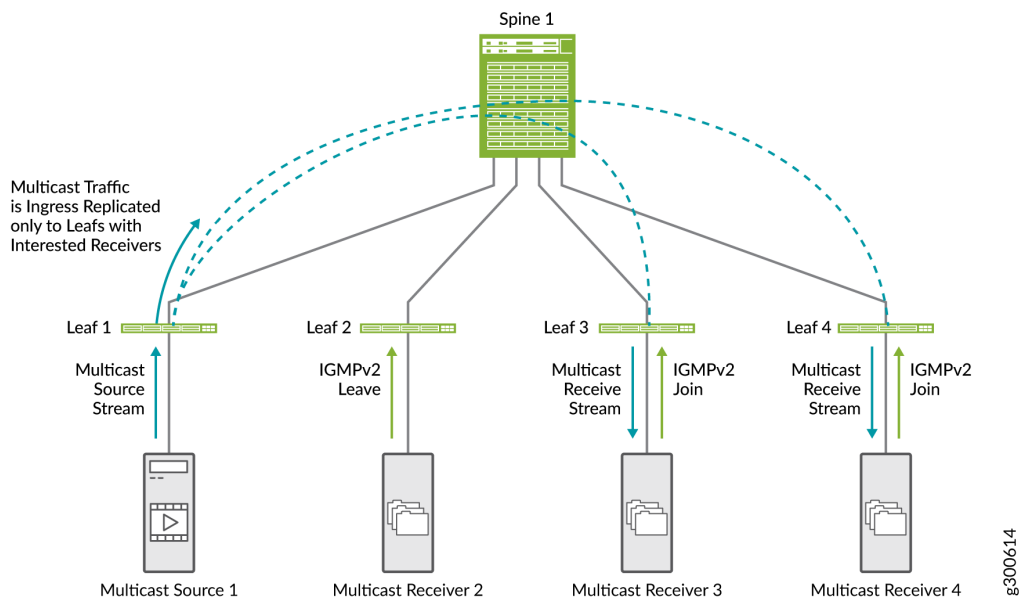 Spine 1
Multicast Traffic
is Ingress Replicated
only to Leafs with
Interested Receivers
Leaf 1
Leaf 2
Leaf 3
Leaf 4
Multicast
Source
Stream
IGMPv2
Leave
Multicast
Receive
Stream
IGMPv2
Join
Multicast
Receive
Stream
IGMPv2
Join
Multicast Source 1
Multicast Receiver 2
Multicast Receiver 3
Multicast Receiver 4
g300614